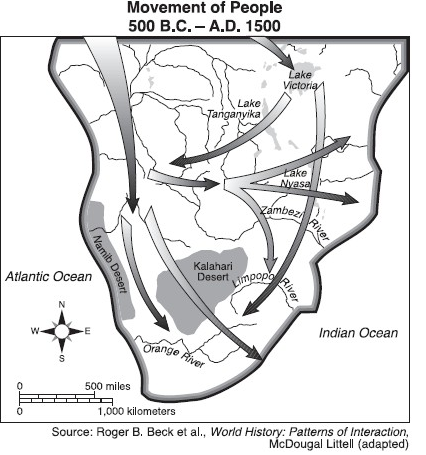 Movement of People
500 B.C. – A.D. 1500
Lake
Victoria
Lake
Tanganyika
Lake
Nyasa
Zambezi River
Namib Desert
Kalahari
Desert
Limpopo River
Atlantic Ocean
N
W E
S
Indian Ocean
Orange River
0 500 miles
0 1,000 kilometers
Source: Roger B. Beck et al., World History: Patterns of Interaction,
McDougal Littell (adapted)